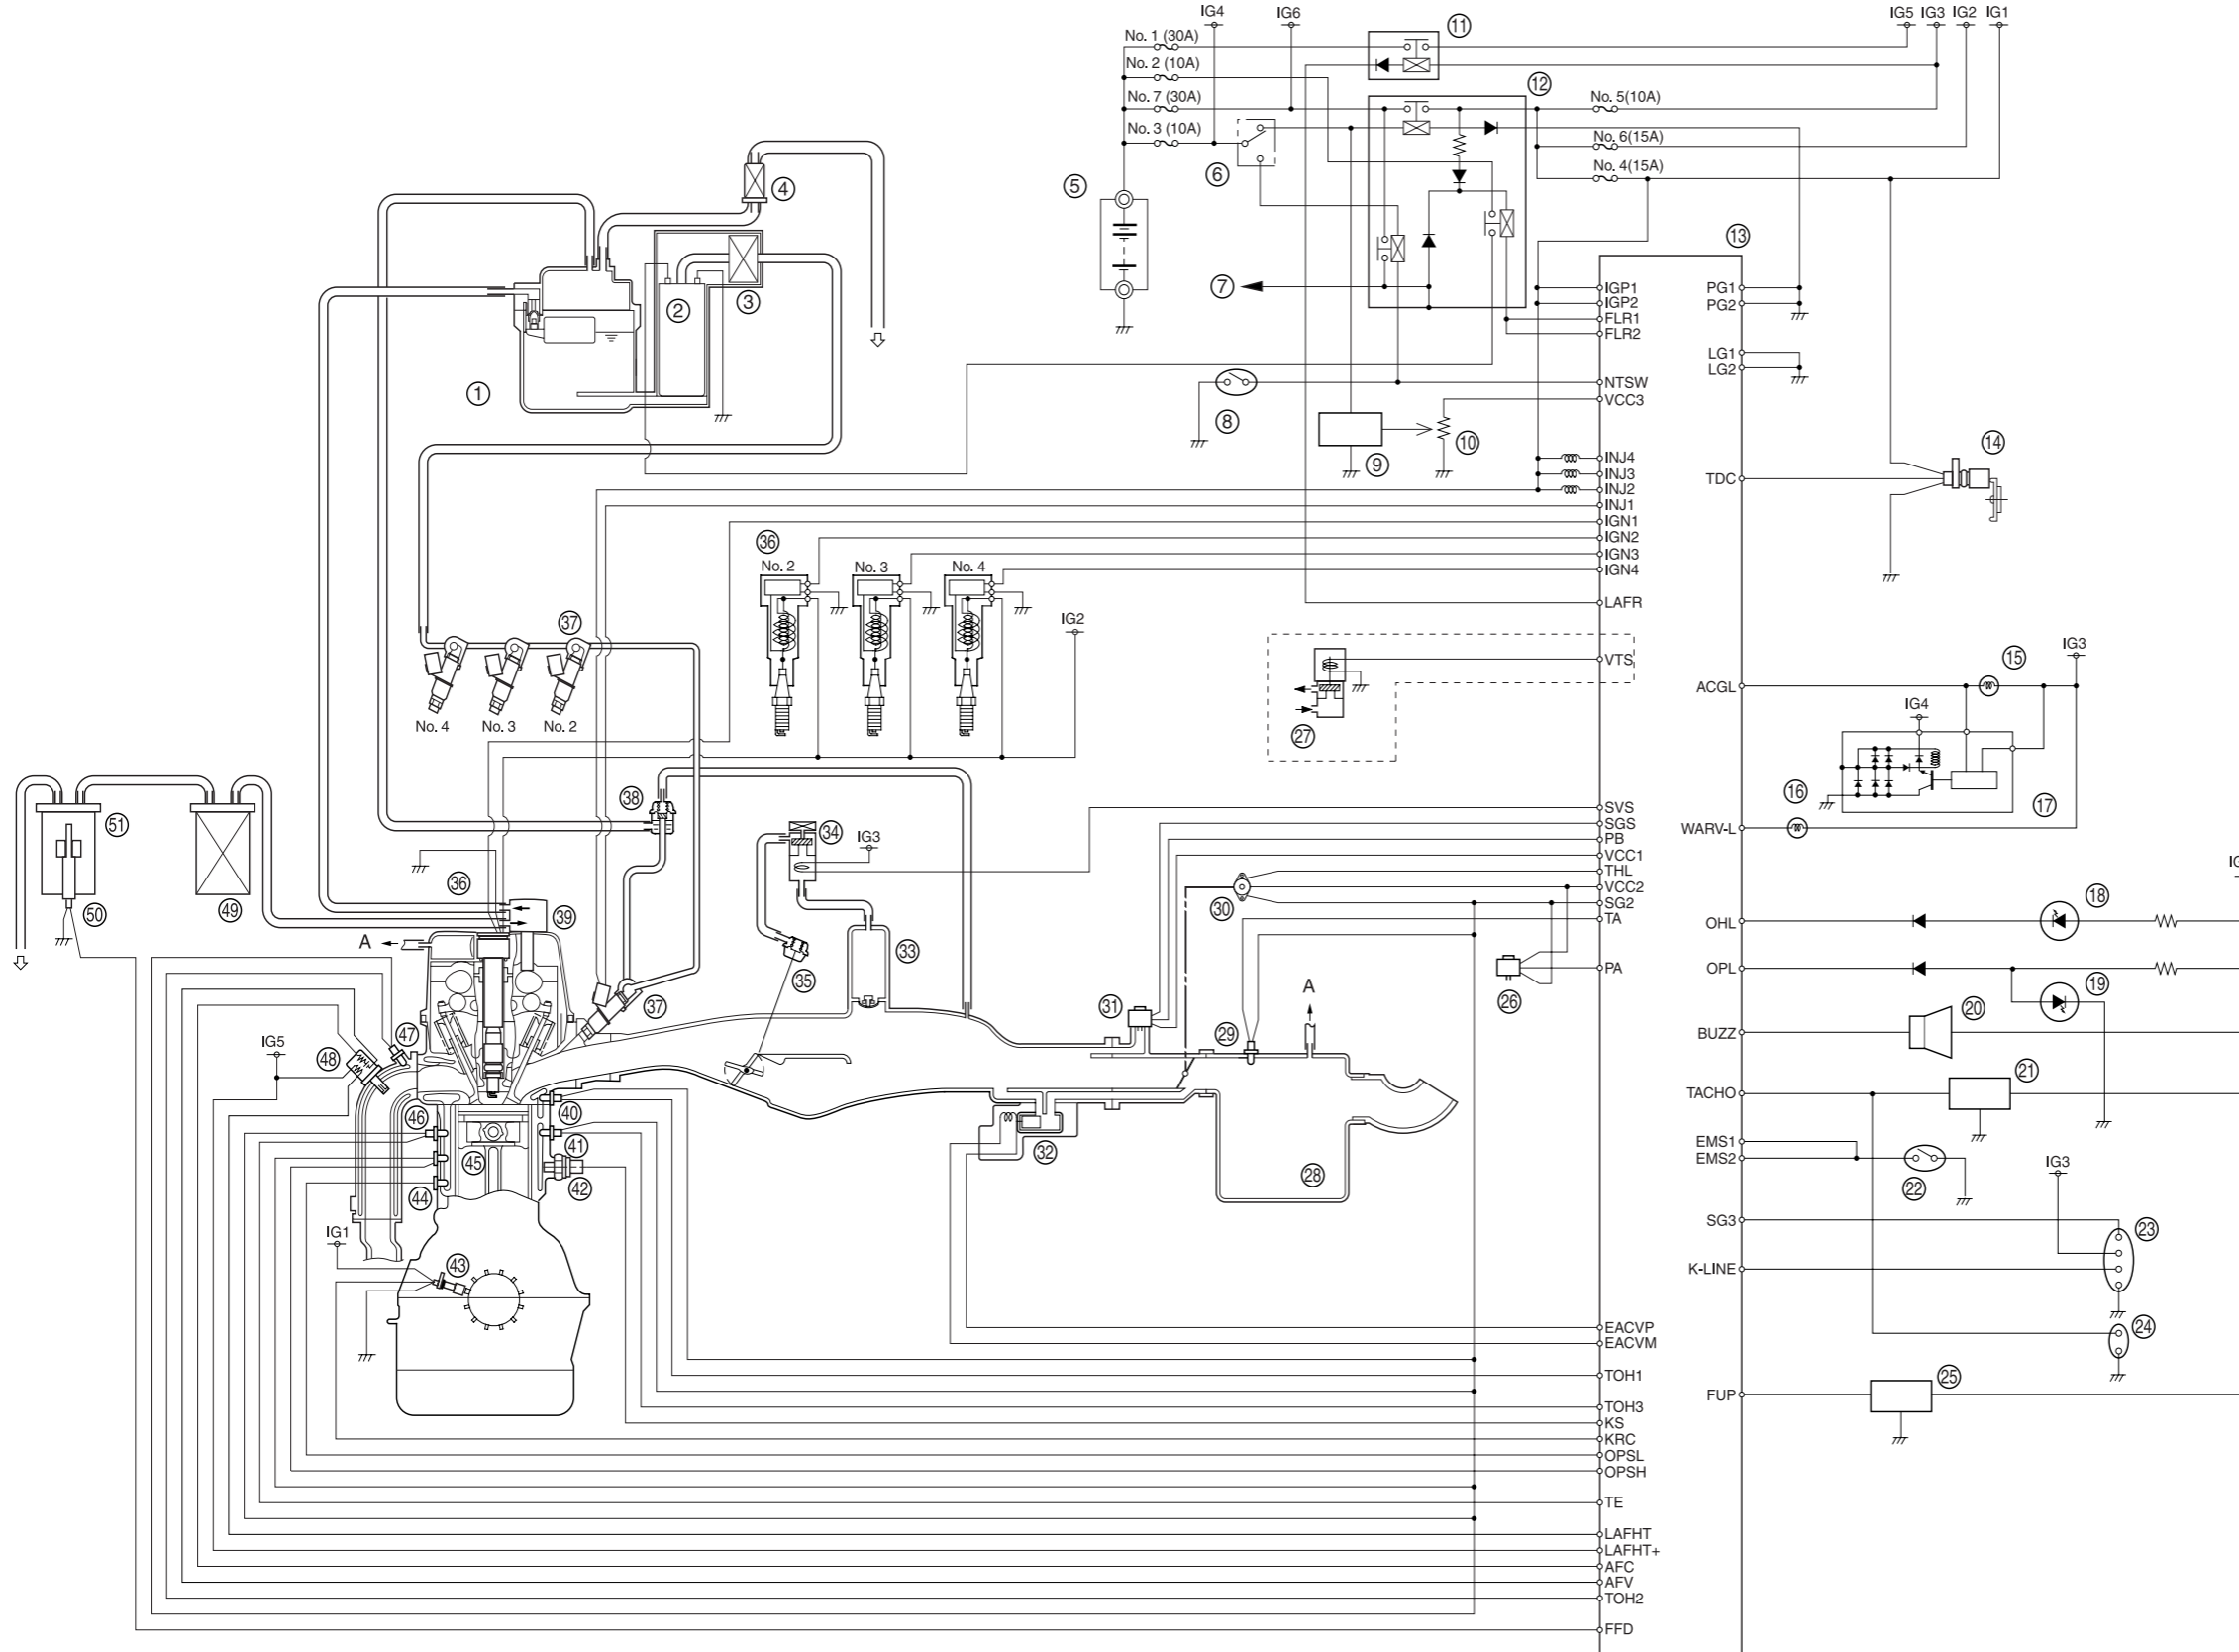 IG4
IG6
⑪
IG5 IG3 IG2 IG1
No. 1 (30A)
No. 2 (10A)
No. 7 (30A)
No. 3 (10A)
⑫
No. 5(10A)
No. 6(15A)
No. 4(15A)
④
⑤
⑥
⑬
③
②
⑦
①
IGP1
IGP2
FLR1
FLR2
PG1
PG2
LG1
LG2
NTSW
VCC3
⑧
⑨
⑩
⑭
INJ4
INJ3
INJ2
INJ1
IGN1
IGN2
IGN3
IGN4
TDC
㊱
No. 2
No. 3
No. 4
LAFR
IG2
㊲
No. 4
No. 3
No. 2
VTS
㉗
⑮
IG3
ACGL
IG4
⑯
⑰
WARV-L
㊳
㉞
IG3
SVS
SGS
PB
VCC1
THL
VCC2
SG2
TA
PA
51
㊿
㊾
㊱
㊴
A
㉝
㉟
㊲
㉚
㉛
㉙
A
㉖
⑱
OHL
OPL
⑲
BUZZ
⑳
TACHO
㉑
EMS1
EMS2
㉒
IG3
IG5
㊽
㊼
㊻
㊵
㊶
㊺
㊷
㊹
㉜
㉘
SG3
㉓
K-LINE
㉔
IG1
㊸
EACVP
EACVM
FUP
㉕
TOH1
TOH3
KS
KRC
OPSL
OPSH
TE
LAFHT
LAFHT+
AFC
AFV
TOH2
FFD